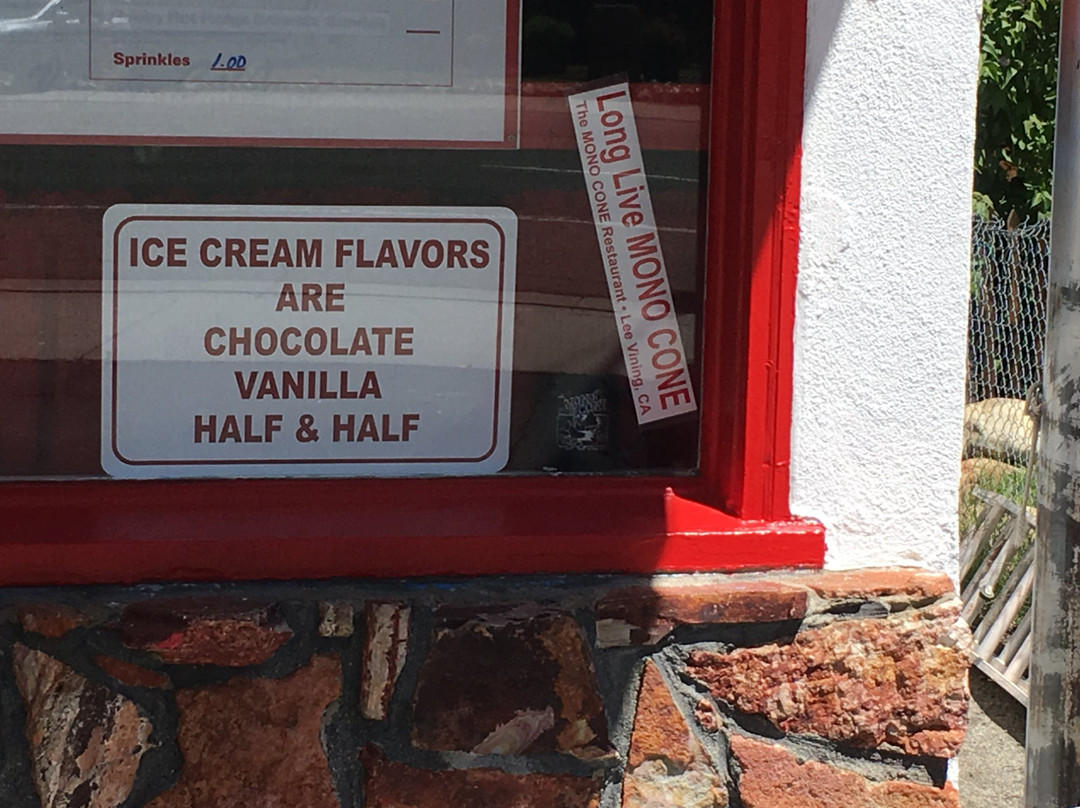 Sprinkles 1.00
ICE CREAM FLAVORS
ARE
CHOCOLATE
VANILLA
HALF & HALF
Long Live MONO CONE
The MONO CONE Restaurant • Lee Vining, CA